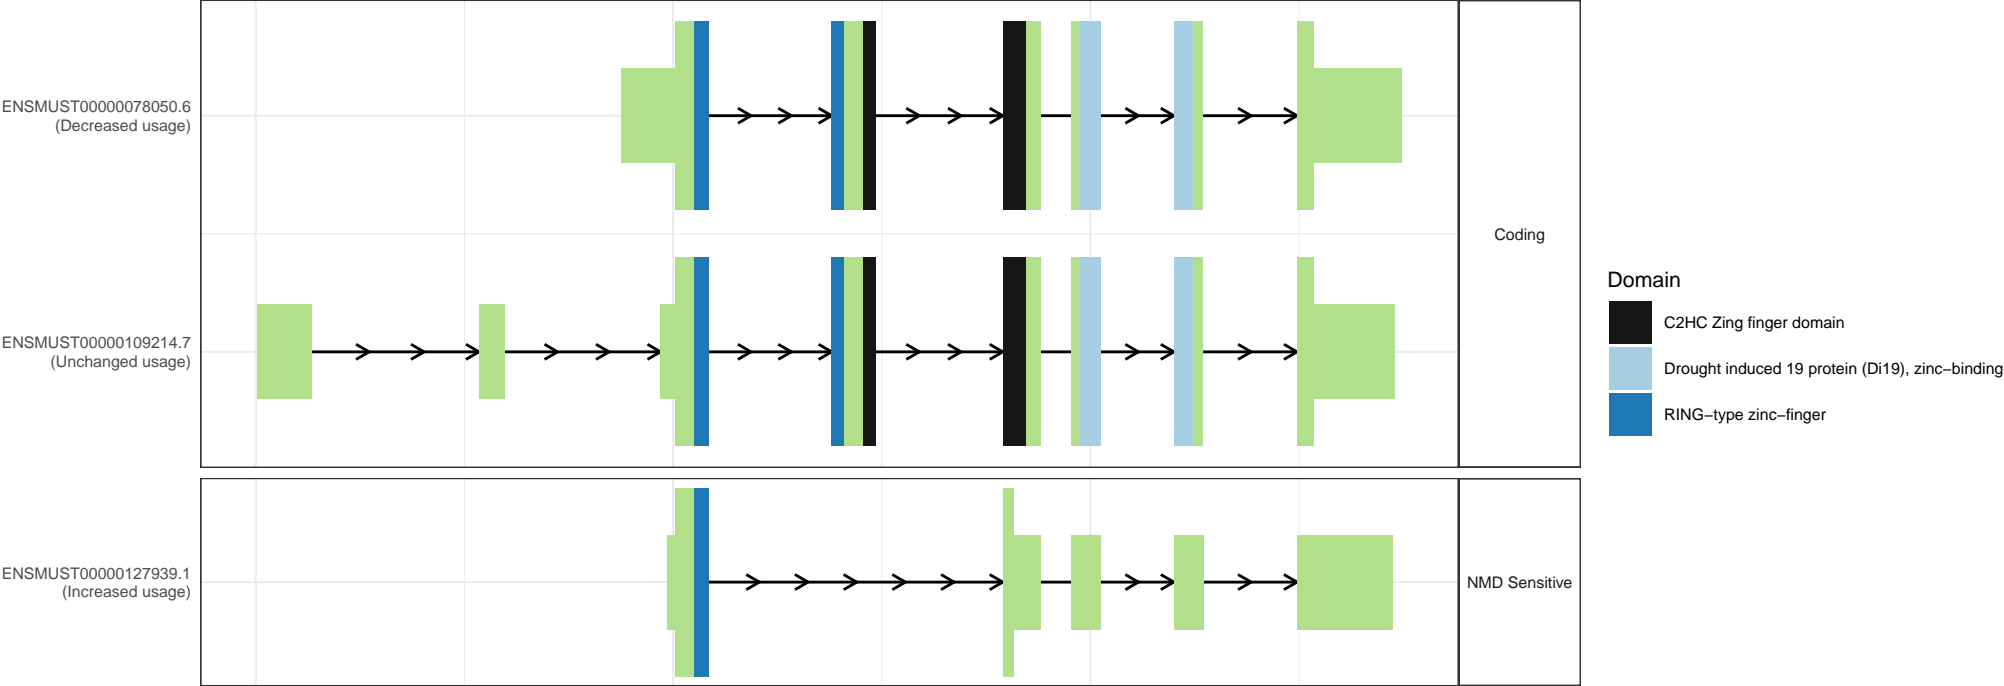 ENSMUST00000078050.6
(Decreased usage)
ENSMUST00000109214.7
(Unchanged usage)
ENSMUST00000127939.1
(Increased usage)
Coding
NMD Sensitive
Domain
C2HC Zing finger domain
Drought induced 19 protein (Di19), zinc−binding
RING−type zinc−finger